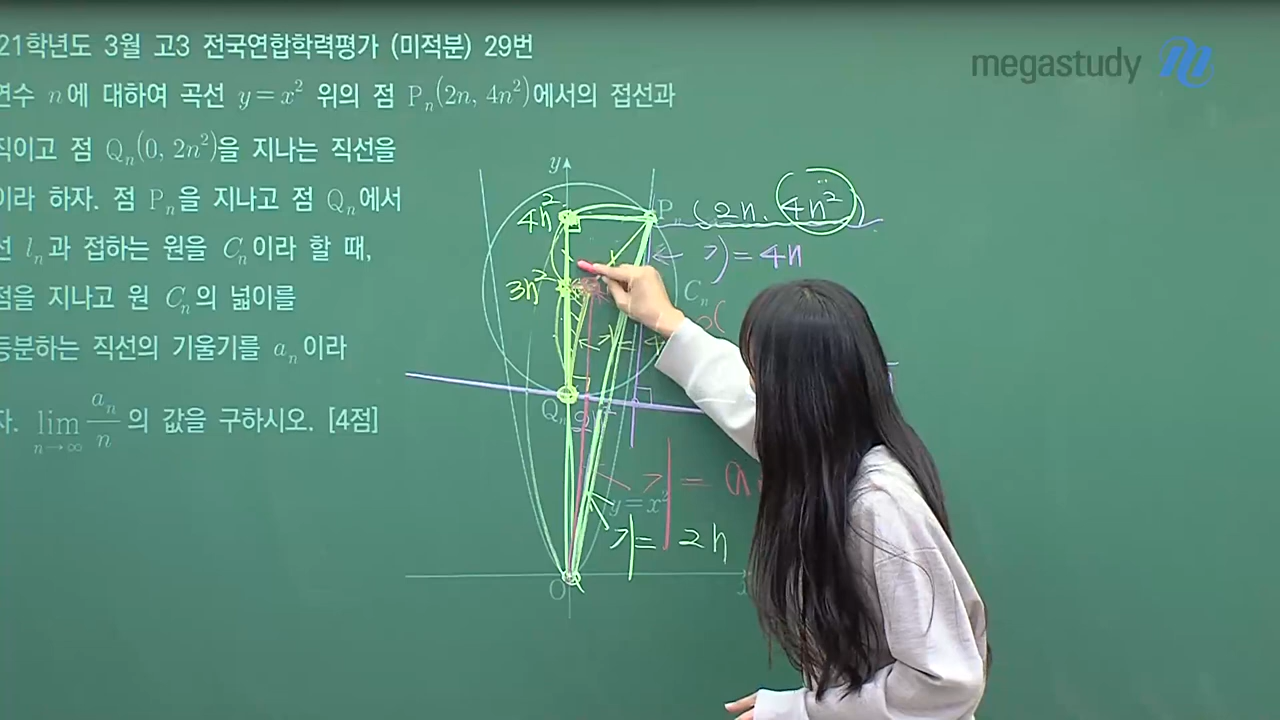 21학년도 3월 고3 전국연합학력평가 (미적분) 29번
megastudy
연수 n에 대하여 곡선 y=x² 위의 점 Pₙ(2n, 4n²)에서의 접선과
직이고 점 Qₙ(0, 2n²)을 지나는 직선을
이라 하자. 점 Pₙ을 지나고 점 Qₙ에서
선 lₙ과 접하는 원을 Cₙ이라 할 때,
점을 지나고 원 Cₙ의 넓이를
등분하는 직선의 기울기를 aₙ이라
자. lim n→∞ aₙ/n 의 값을 구하시오. [4점]
y
4n² Pₙ (2n, 4n²)
기=4n
3n² Cₙ
Qₙ 2n²
기=a
y=x²
기=2n
O x